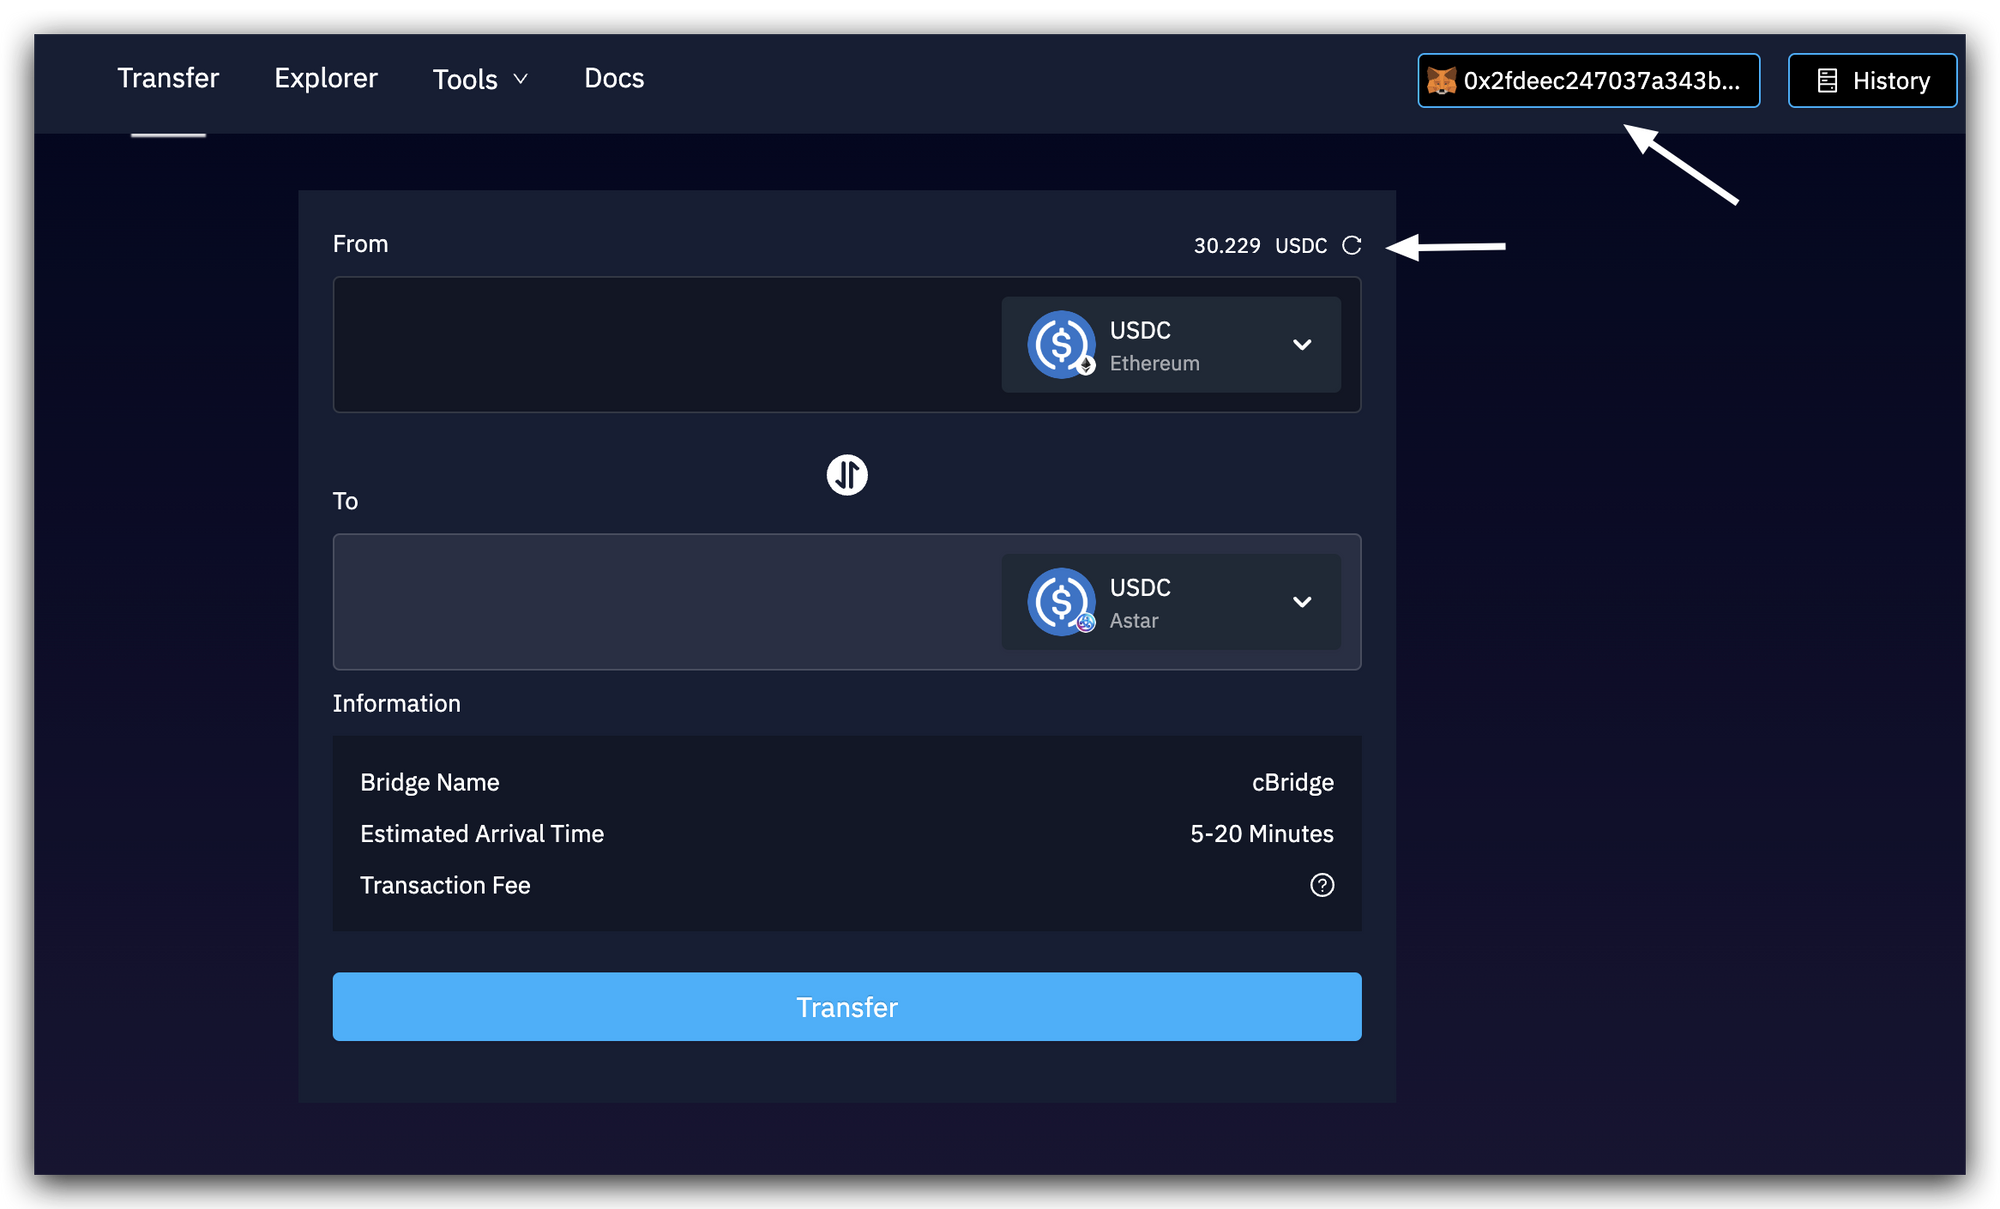 Transfer Explorer Tools Docs 0x2fdeec247037a343b... History
From 30.229 USDC
USDC
Ethereum
To
USDC
Astar
Information
Bridge Name cBridge
Estimated Arrival Time 5-20 Minutes
Transaction Fee
Transfer